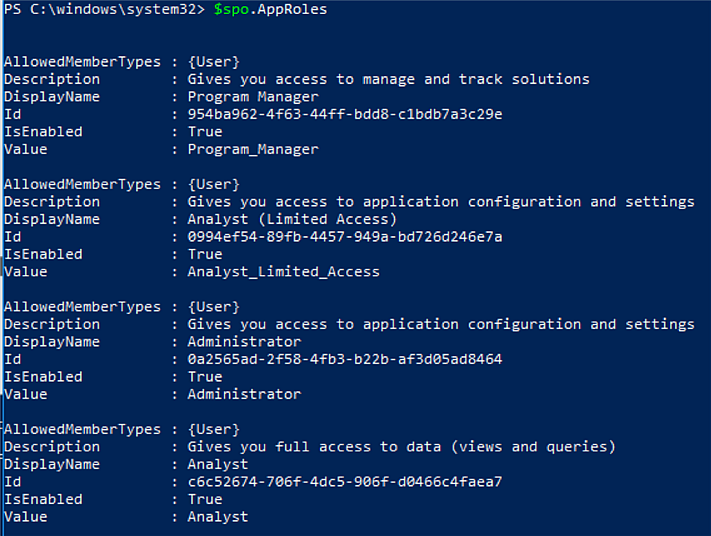 PS C:\windows\system32> $spo.AppRoles
AllowedMemberTypes : {User}
Description : Gives you access to manage and track solutions
DisplayName : Program Manager
Id : 954ba962-4f63-44ff-bdd8-c1bdb7a3c29e
IsEnabled : True
Value : Program_Manager
AllowedMemberTypes : {User}
Description : Gives you access to application configuration and settings
DisplayName : Analyst (Limited Access)
Id : 0994ef54-89fb-4457-949a-bd726d246e7a
IsEnabled : True
Value : Analyst_Limited_Access
AllowedMemberTypes : {User}
Description : Gives you access to application configuration and settings
DisplayName : Administrator
Id : 0a2565ad-2f58-4fb3-b22b-af3d05ad8464
IsEnabled : True
Value : Administrator
AllowedMemberTypes : {User}
Description : Gives you full access to data (views and queries)
DisplayName : Analyst
Id : c6c52674-706f-4dc5-906f-d0466c4faea7
IsEnabled : True
Value : Analyst